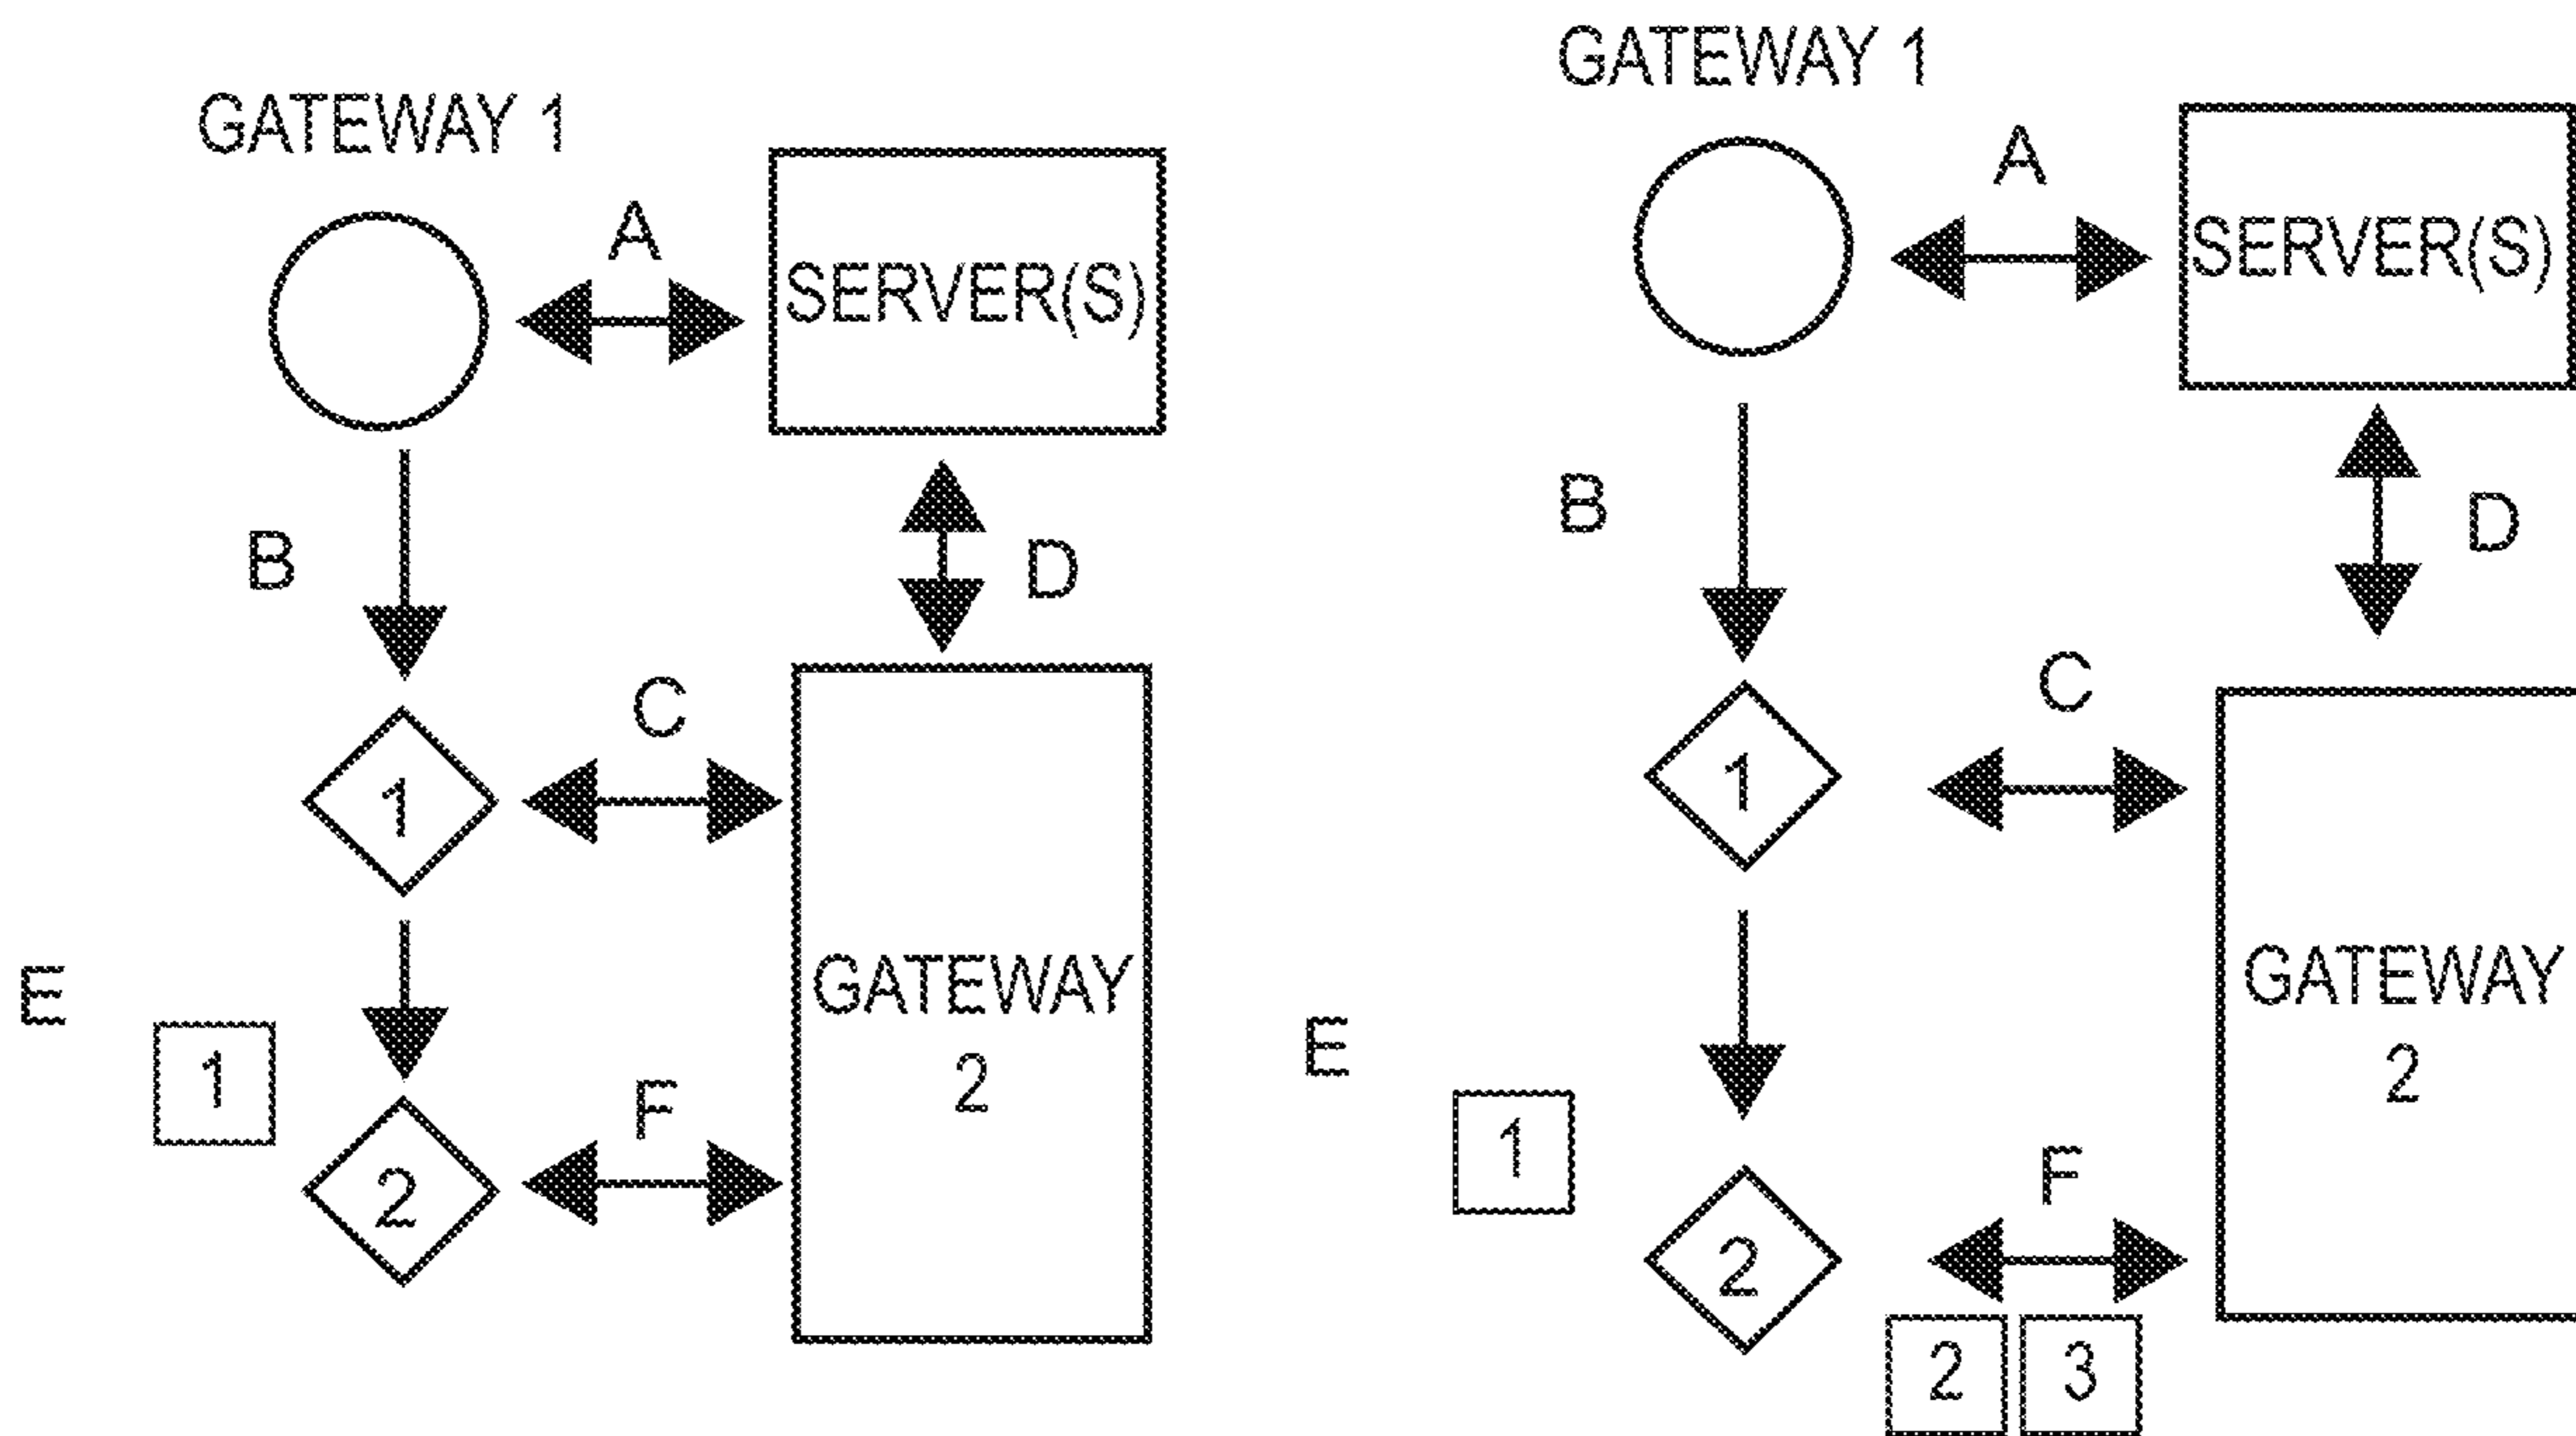 GATEWAY 1
A
SERVER(S)
B
D
C
1
E
1
GATEWAY
2
F
2
GATEWAY 1
A
SERVER(S)
B
D
C
1
E
GATEWAY
2
1
F
2
2 3